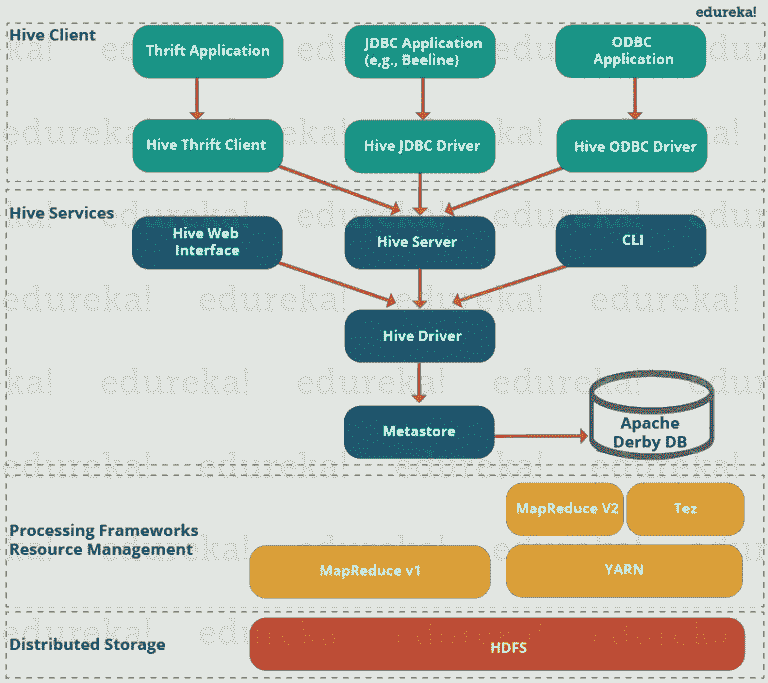 edureka!
Hive Client
Thrift Application
JDBC Application
(e,g., Beeline)
ODBC
Application
Hive Thrift Client
Hive JDBC Driver
Hive ODBC Driver
Hive Services
Hive Web
Interface
Hive Server
CLI
Hive Driver
Metastore
Apache
Derby DB
Processing Frameworks
Resource Management
MapReduce V2
Tez
MapReduce v1
YARN
Distributed Storage
HDFS